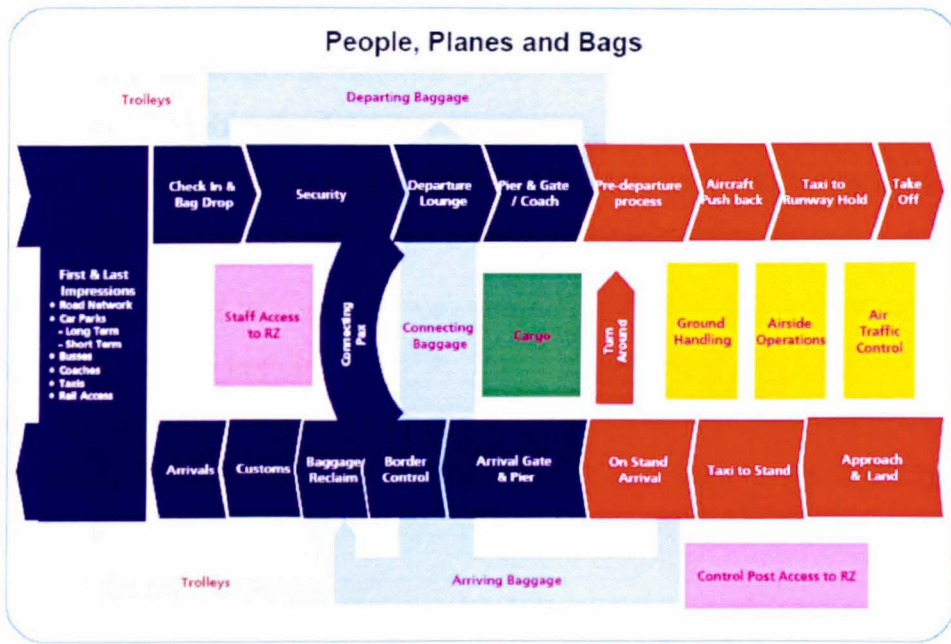 People, Planes and Bags
Trolleys
Departing Baggage
Check In &
Bag Drop
Security
Departure
Lounge
Pier & Gate
/ Coach
Pre-departure
process
Aircraft
Push back
Taxi to
Runway Hold
Take
Off
First & Last
Impressions
• Road Network
• Car Parks
- Long Term
- Short Term
• Busses
• Coaches
• Taxis
• Rail Access
Staff Access
to RZ
Connecting
Pax
Connecting
Baggage
Cargo
Turn
Around
Ground
Handling
Airside
Operations
Air
Traffic
Control
Arrivals
Customs
Baggage/
Reclaim
Border
Control
Arrival Gate
& Pier
On Stand
Arrival
Taxi to Stand
Approach
& Land
Trolleys
Arriving Baggage
Control Post Access to RZ